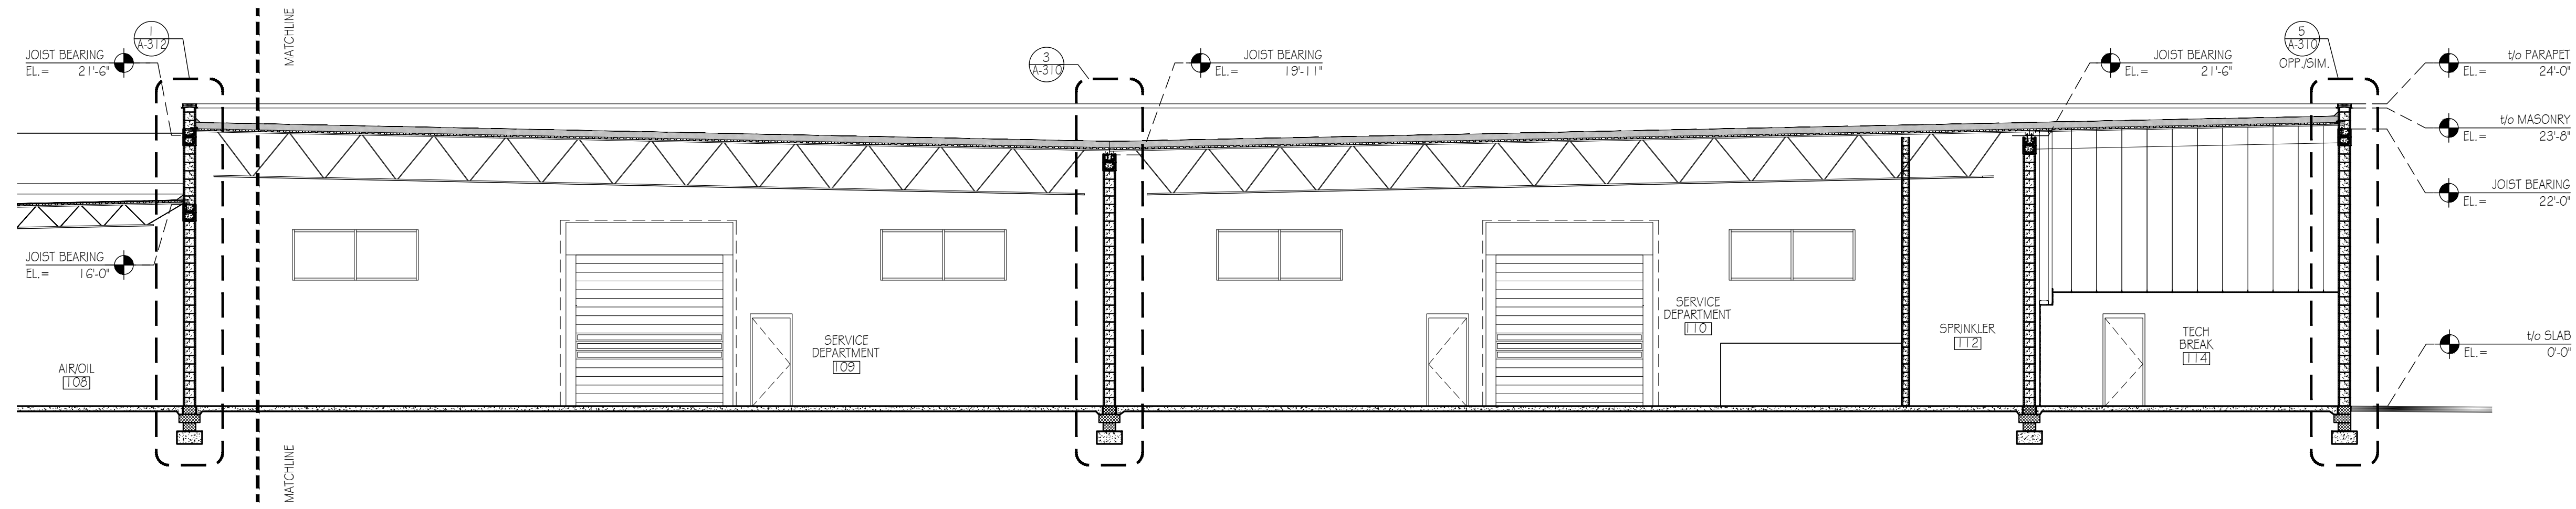 1
A-312
JOIST BEARING
EL. = 21'-6"
MATCHLINE
3
A-310
JOIST BEARING
EL. = 19'-11"
JOIST BEARING
EL. = 21'-6"
5
A-310
OPP./SIM.
t/o PARAPET
EL. = 24'-0"
t/o MASONRY
EL. = 23'-8"
JOIST BEARING
EL. = 22'-0"
JOIST BEARING
EL. = 16'-0"
AIR/OIL
108
SERVICE
DEPARTMENT
109
SERVICE
DEPARTMENT
110
SPRINKLER
112
TECH
BREAK
114
t/o SLAB
EL. = 0'-0"
MATCHLINE